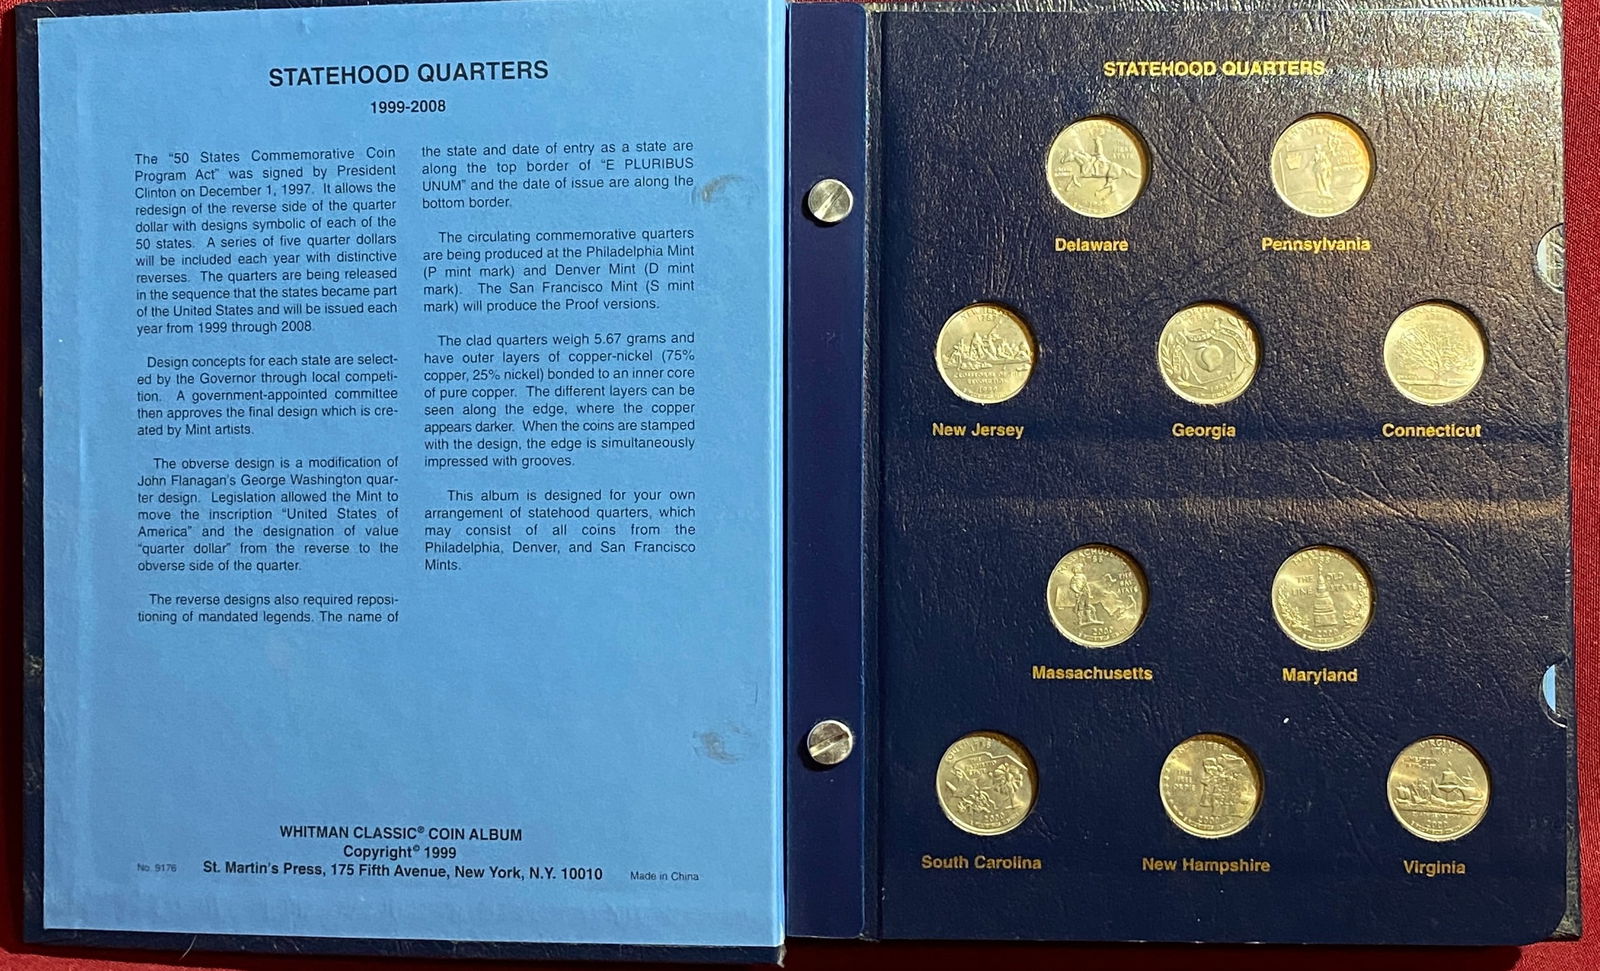 STATEHOOD QUARTERS
1999-2008
The “50 States Commemorative Coin
Program Act” was signed by President
Clinton on December 1, 1997. It allows the
redesign of the reverse side of the quarter
dollar with designs symbolic of each of the
50 states. A series of five quarter dollars
will be included each year with distinctive
reverses. The quarters are being released
in the sequence that the states became part
of the United States and will be issued each
year from 1999 through 2008.
Design concepts for each state are select-
ed by the Governor through local competi-
tion. A government-appointed committee
then approves the final design which is cre-
ated by Mint artists.
The obverse design is a modification of
John Flanagan's George Washington quar-
ter design. Legislation allowed the Mint to
move the inscription “United States of
America” and the designation of value
“quarter dollar” from the reverse to the
obverse side of the quarter.
The reverse designs also required reposi-
tioning of mandated legends. The name of
the state and date of entry as a state are
along the top border of “E PLURIBUS
UNUM” and the date of issue are along the
bottom border.
The circulating commemorative quarters
are being produced at the Philadelphia Mint
(P mint mark) and Denver Mint (D mint
mark). The San Francisco Mint (S mint
mark) will produce the Proof versions.
The clad quarters weigh 5.67 grams and
have outer layers of copper-nickel (75%
copper, 25% nickel) bonded to an inner core
of pure copper. The different layers can be
seen along the edge, where the copper
appears darker. When the coins are stamped
with the design, the edge is simultaneously
impressed with grooves.
This album is designed for your own
arrangement of statehood quarters, which
may consist of all coins from the
Philadelphia, Denver, and San Francisco
Mints.
WHITMAN CLASSIC® COIN ALBUM
Copyright© 1999
No. 9176
St. Martin's Press, 175 Fifth Avenue, New York, N.Y. 10010
Made in China
STATEHOOD QUARTERS
Delaware
Pennsylvania
New Jersey
Georgia
Connecticut
THE BAY
STATE
2000
THE OLD
LINE STATE
2000
Massachusetts
Maryland
2000
2000
South Carolina
New Hampshire
Virginia